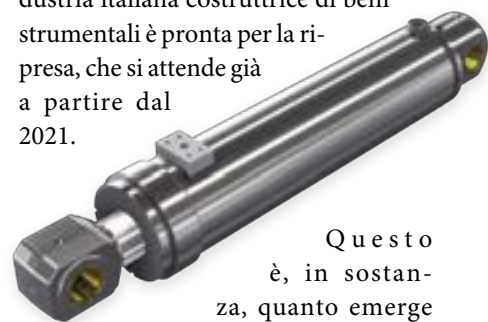 dustria italiana costruttrice di beni
strumentali è pronta per la ri-
presa, che si attende già
a partire dal
2021.
Questo
è, in sostan-
za, quanto emerge